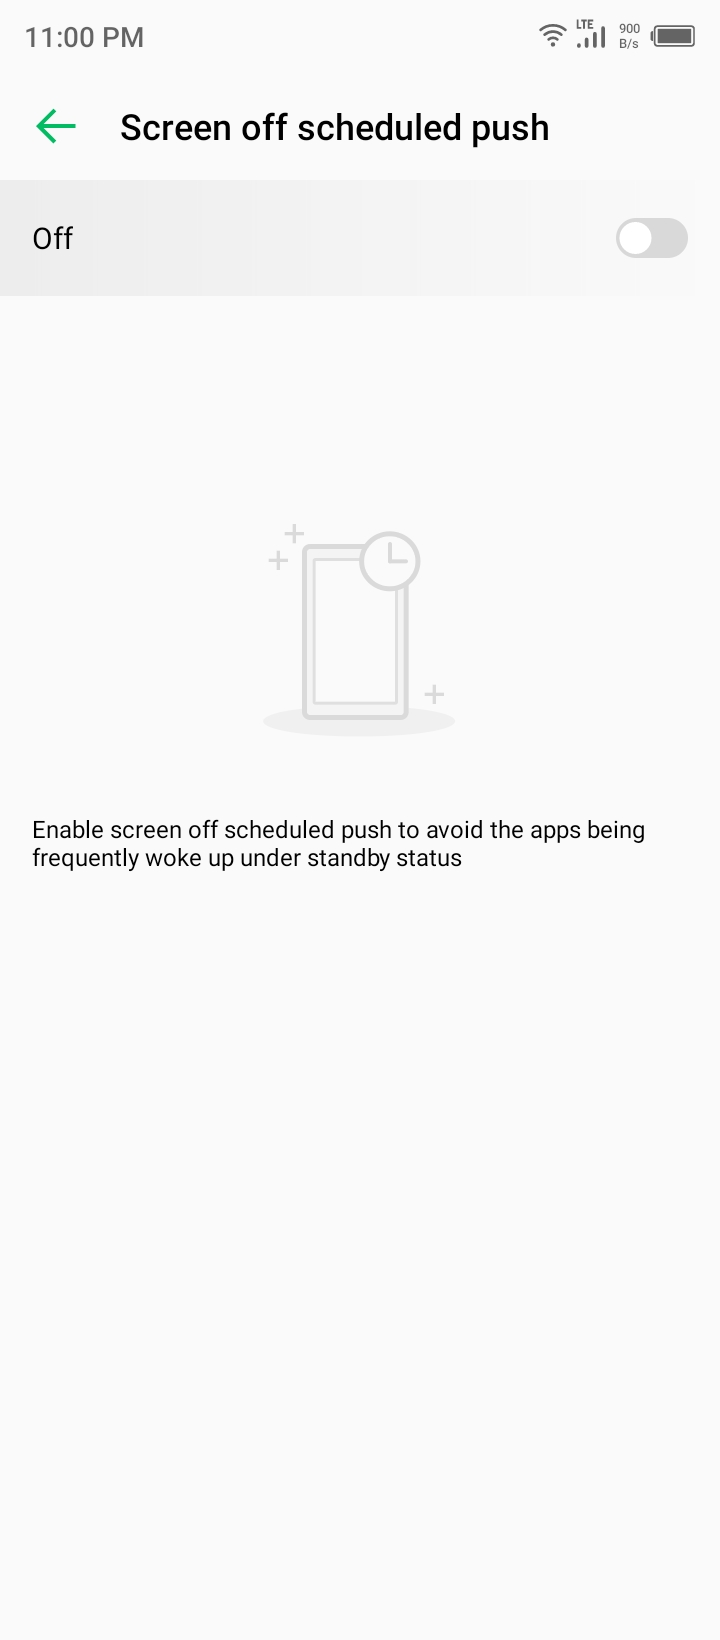 11:00 PM
LTE
900
B/s
Screen off scheduled push
Off
Enable screen off scheduled push to avoid the apps being
frequently woke up under standby status